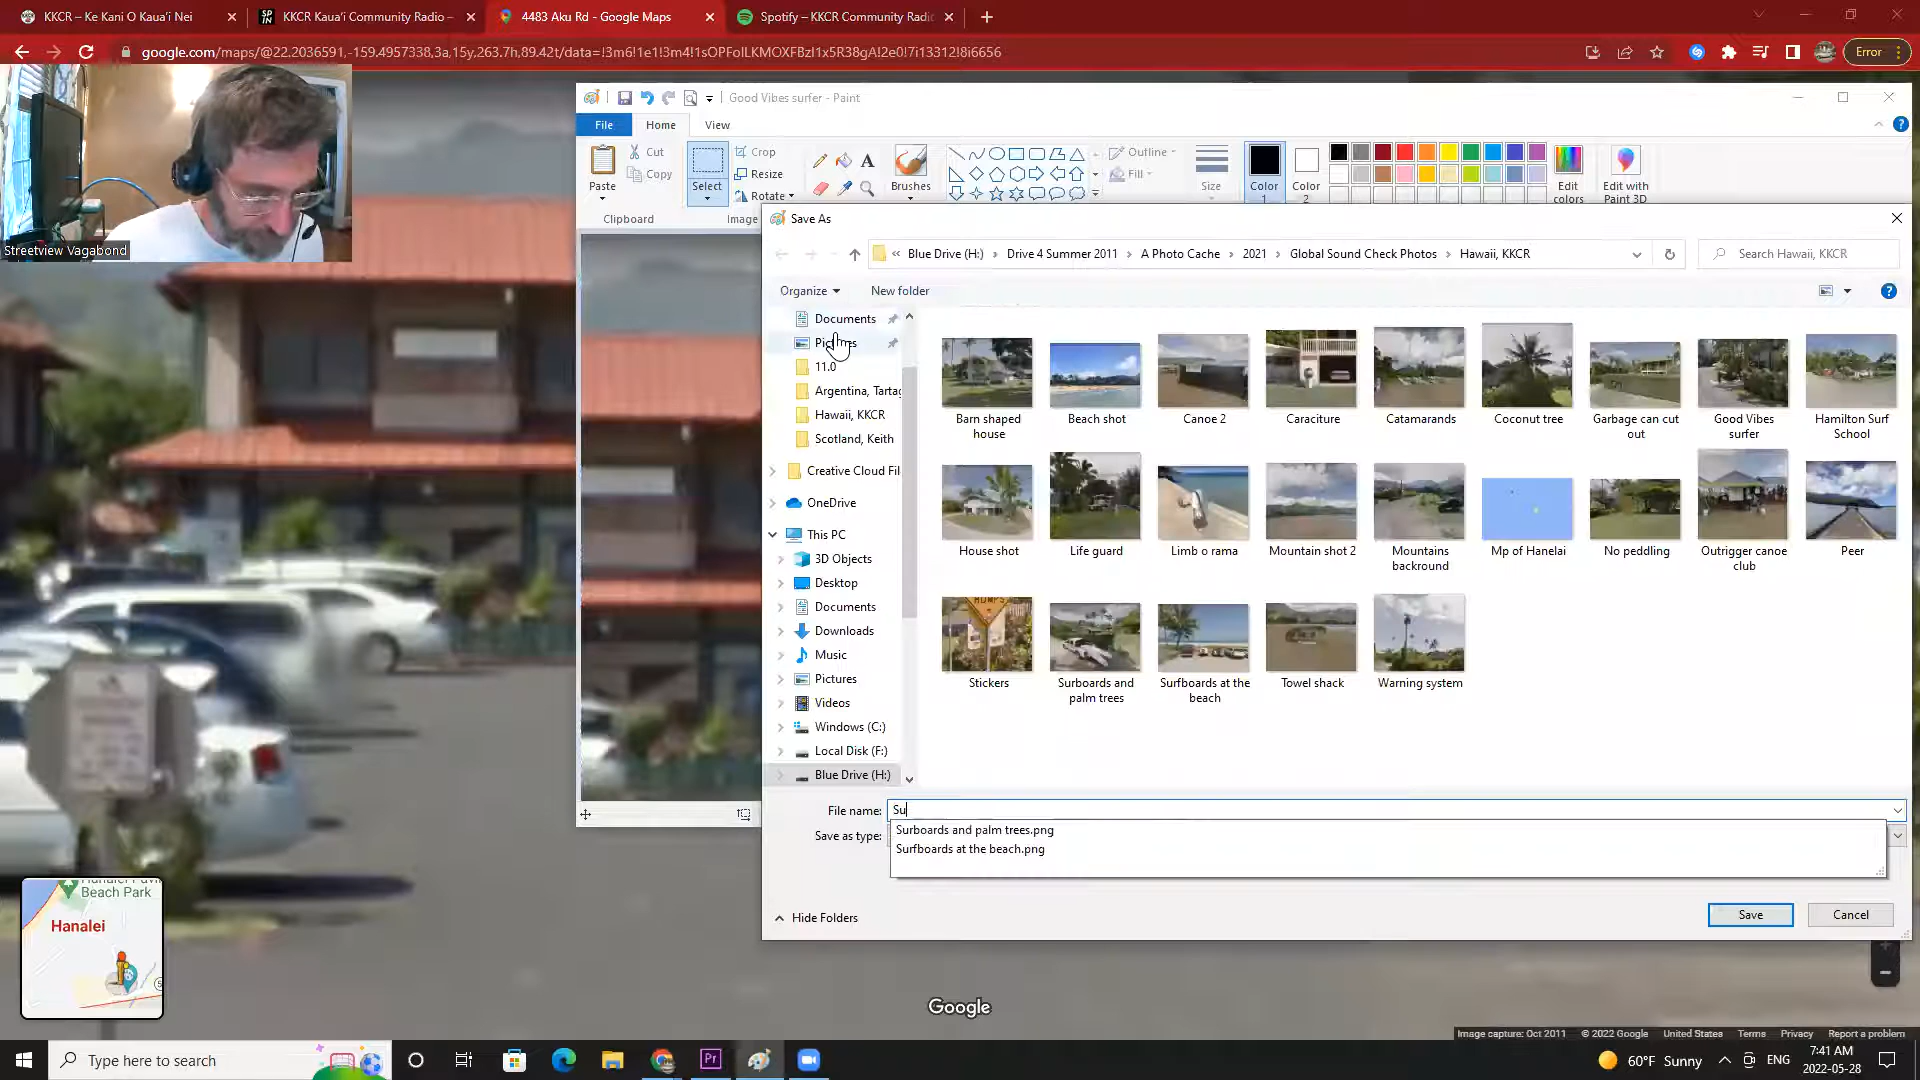 KKCR – Ke Kani O Kaua'i Nei
KKCR Kaua'i Community Radio –
4483 Aku Rd - Google Maps
Spotify – KKCR Community Radio
google.com/maps/@22.2036591,-159.4957338,3a,15y,263.7h,89.42t/data=!3m6!1e1!3m4!1sOPFolLKMOXFBzI1x5R38gA!2e0!7i13312!8i6656
Error
Streetview Vagabond
Good Vibes surfer - Paint
File
Home
View
Paste
Cut
Copy
Select
Crop
Resize
Rotate
Brushes
Outline
Fill
Size
Color 1
Color 2
Edit colors
Edit with Paint 3D
Clipboard
Image
Save As
« Blue Drive (H:) › Drive 4 Summer 2011 › A Photo Cache › 2021 › Global Sound Check Photos › Hawaii, KKCR
Search Hawaii, KKCR
Organize
New folder
Documents
Pictures
11.0
Argentina, Tartag
Hawaii, KKCR
Scotland, Keith
Creative Cloud Fil
OneDrive
This PC
3D Objects
Desktop
Documents
Downloads
Music
Pictures
Videos
Windows (C:)
Local Disk (F:)
Blue Drive (H:)
Barn shaped house
Beach shot
Canoe 2
Caraciture
Catamarands
Coconut tree
Garbage can cut out
Good Vibes surfer
Hamilton Surf School
House shot
Life guard
Limb o rama
Mountain shot 2
Mountains backround
Mp of Hanelai
No peddling
Outrigger canoe club
Peer
HUMPS
Stickers
Surboards and palm trees
Surfboards at the beach
Towel shack
Warning system
File name: Su
Surboards and palm trees.png
Surfboards at the beach.png
Save as type:
Hide Folders
Save
Cancel
Hanalei Pavi
Beach Park
Hanalei
5
Google
Image capture: Oct 2011
© 2022 Google
United States
Terms
Privacy
Report a problem
Type here to search
Pr
60°F Sunny
ENG
7:41 AM
2022-05-28